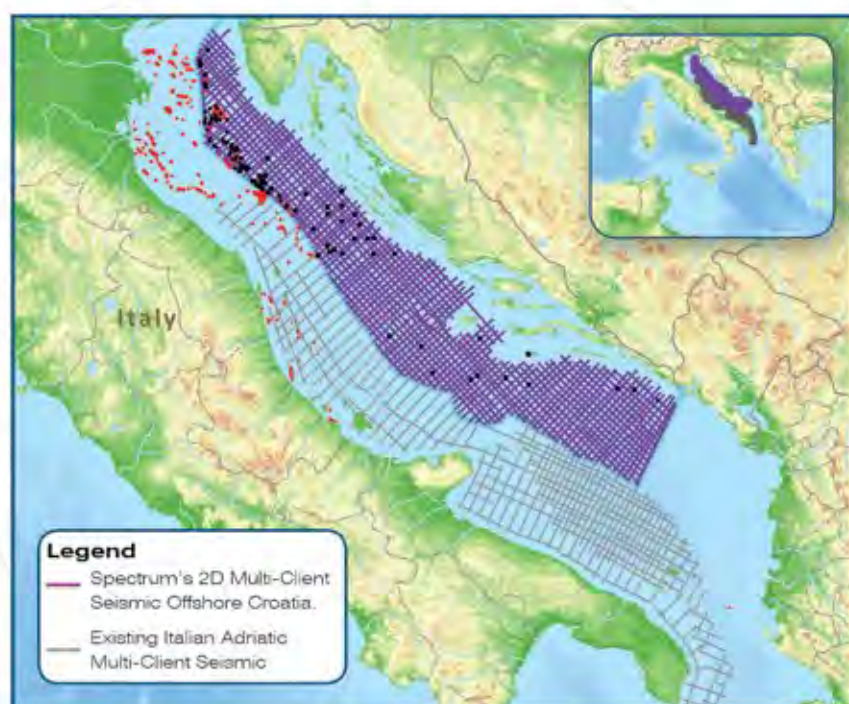 Italy
Legend
Spectrum's 2D Multi-Client
Seismic Offshore Croatia.
Existing Italian Adriatic
Multi-Client Seismic